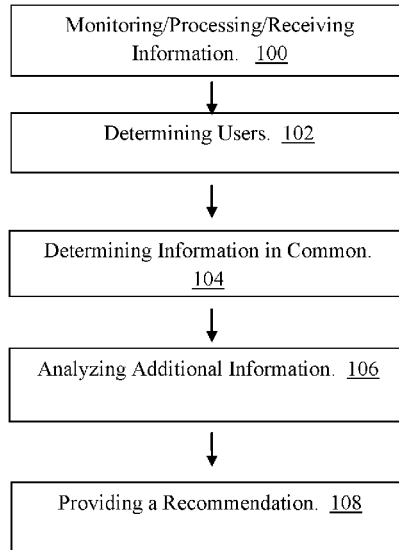 Monitoring/Processing/Receiving
Information. 100
Determining Users. 102
Determining Information in Common.
104
Analyzing Additional Information. 106
Providing a Recommendation. 108